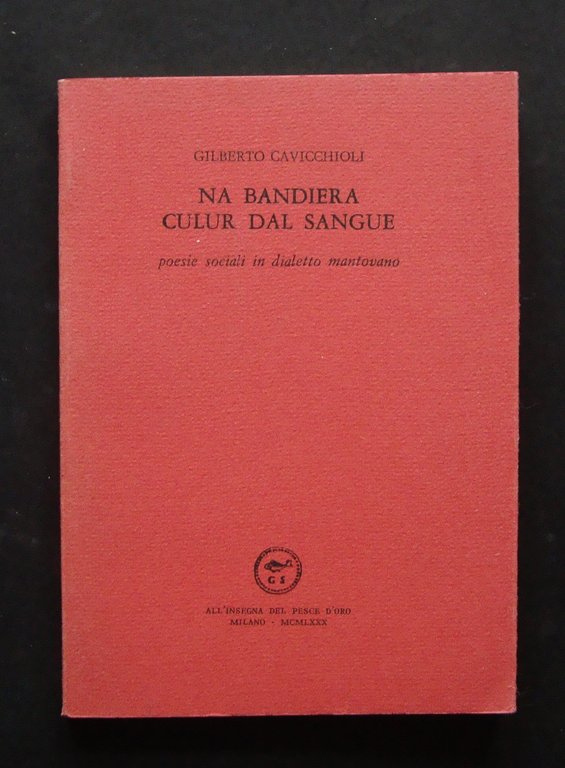 GILBERTO CAVICCHIOLI
NA BANDIERA
CULUR DAL SANGUE
poesie sociali in dialetto mantovano
G S
ALL'INSEGNA DEL PESCE D'ORO
MILANO · MCMLXXX